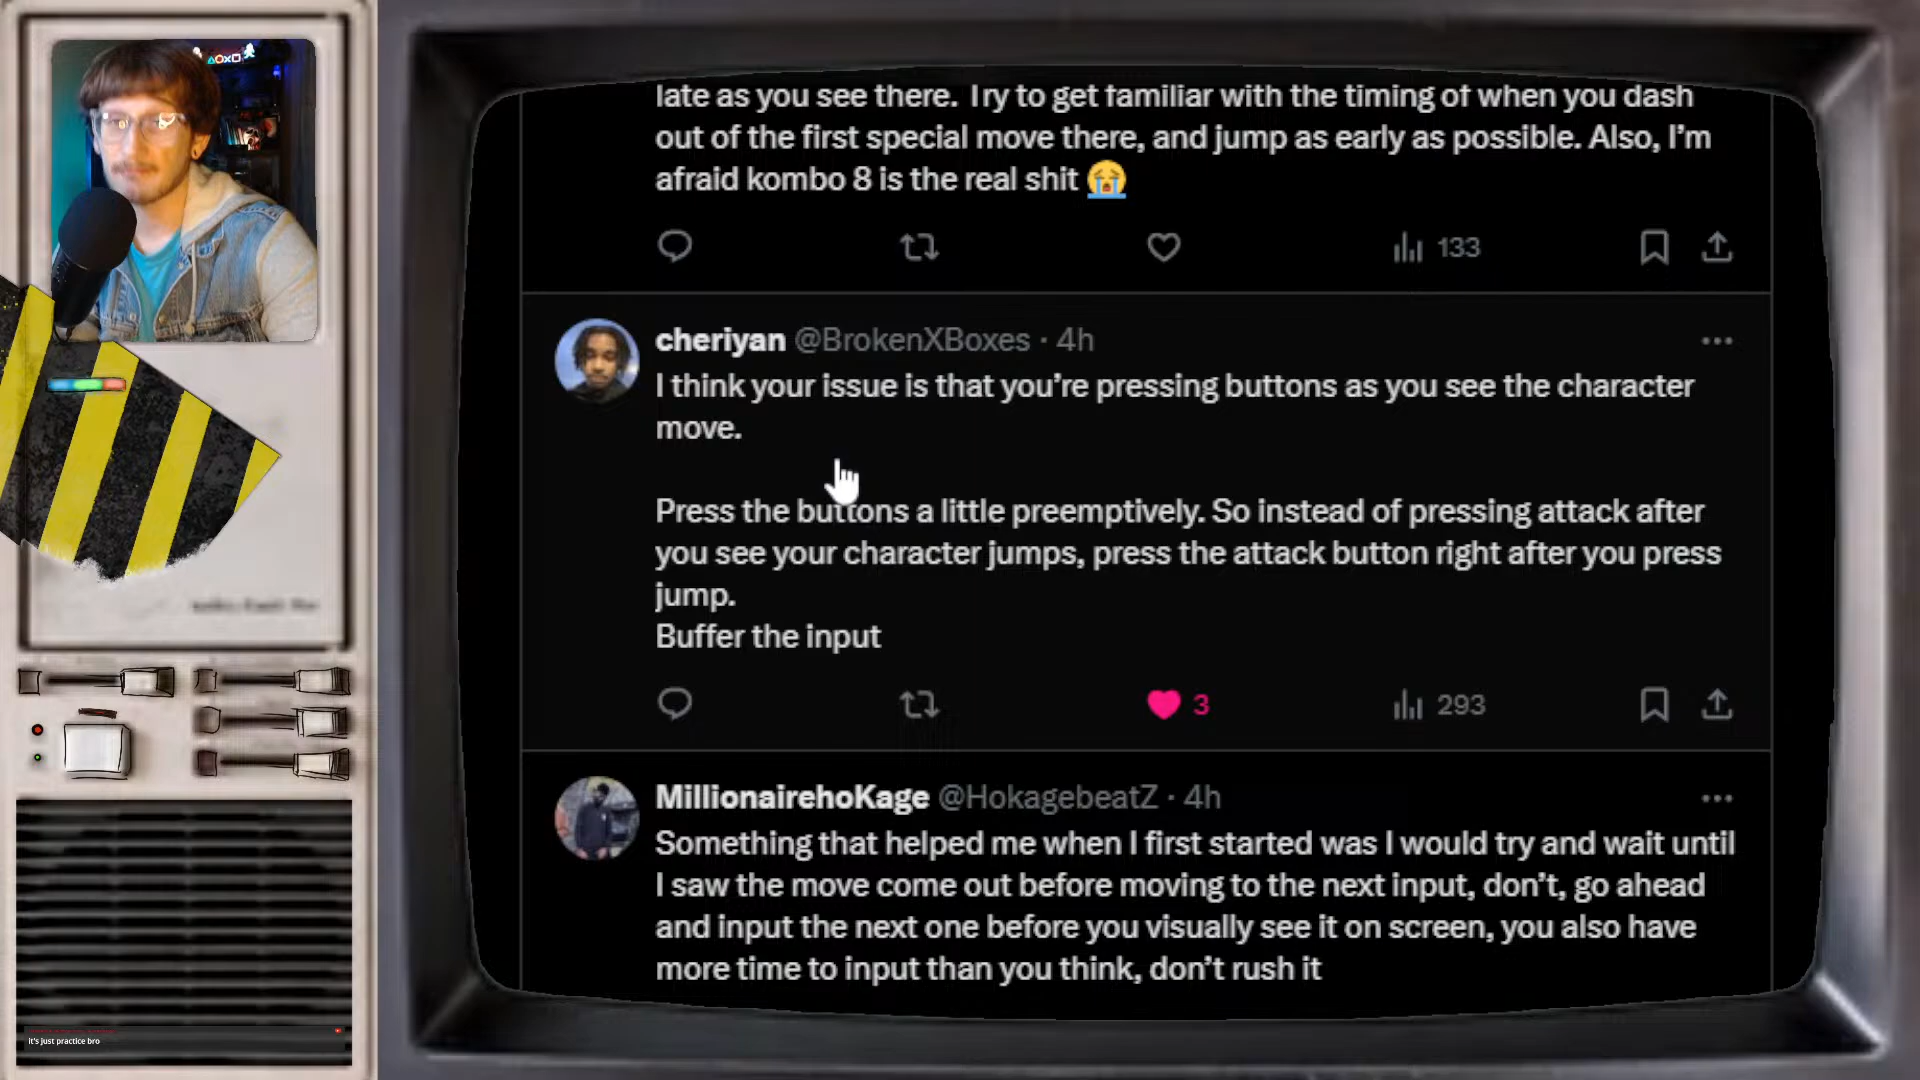 late as you see there. Try to get familiar with the timing of when you dash
out of the first special move there, and jump as early as possible. Also, I'm
afraid kombo 8 is the real shit 😭
133
cheriyan @BrokenXBoxes · 4h
I think your issue is that you're pressing buttons as you see the character
move.
Press the buttons a little preemptively. So instead of pressing attack after
you see your character jumps, press the attack button right after you press
jump.
Buffer the input
3
293
MillionairehoKage @HokagebeatZ · 4h
Something that helped me when I first started was I would try and wait until
I saw the move come out before moving to the next input, don't, go ahead
and input the next one before you visually see it on screen, you also have
more time to input than you think, don't rush it
it's just practice bro